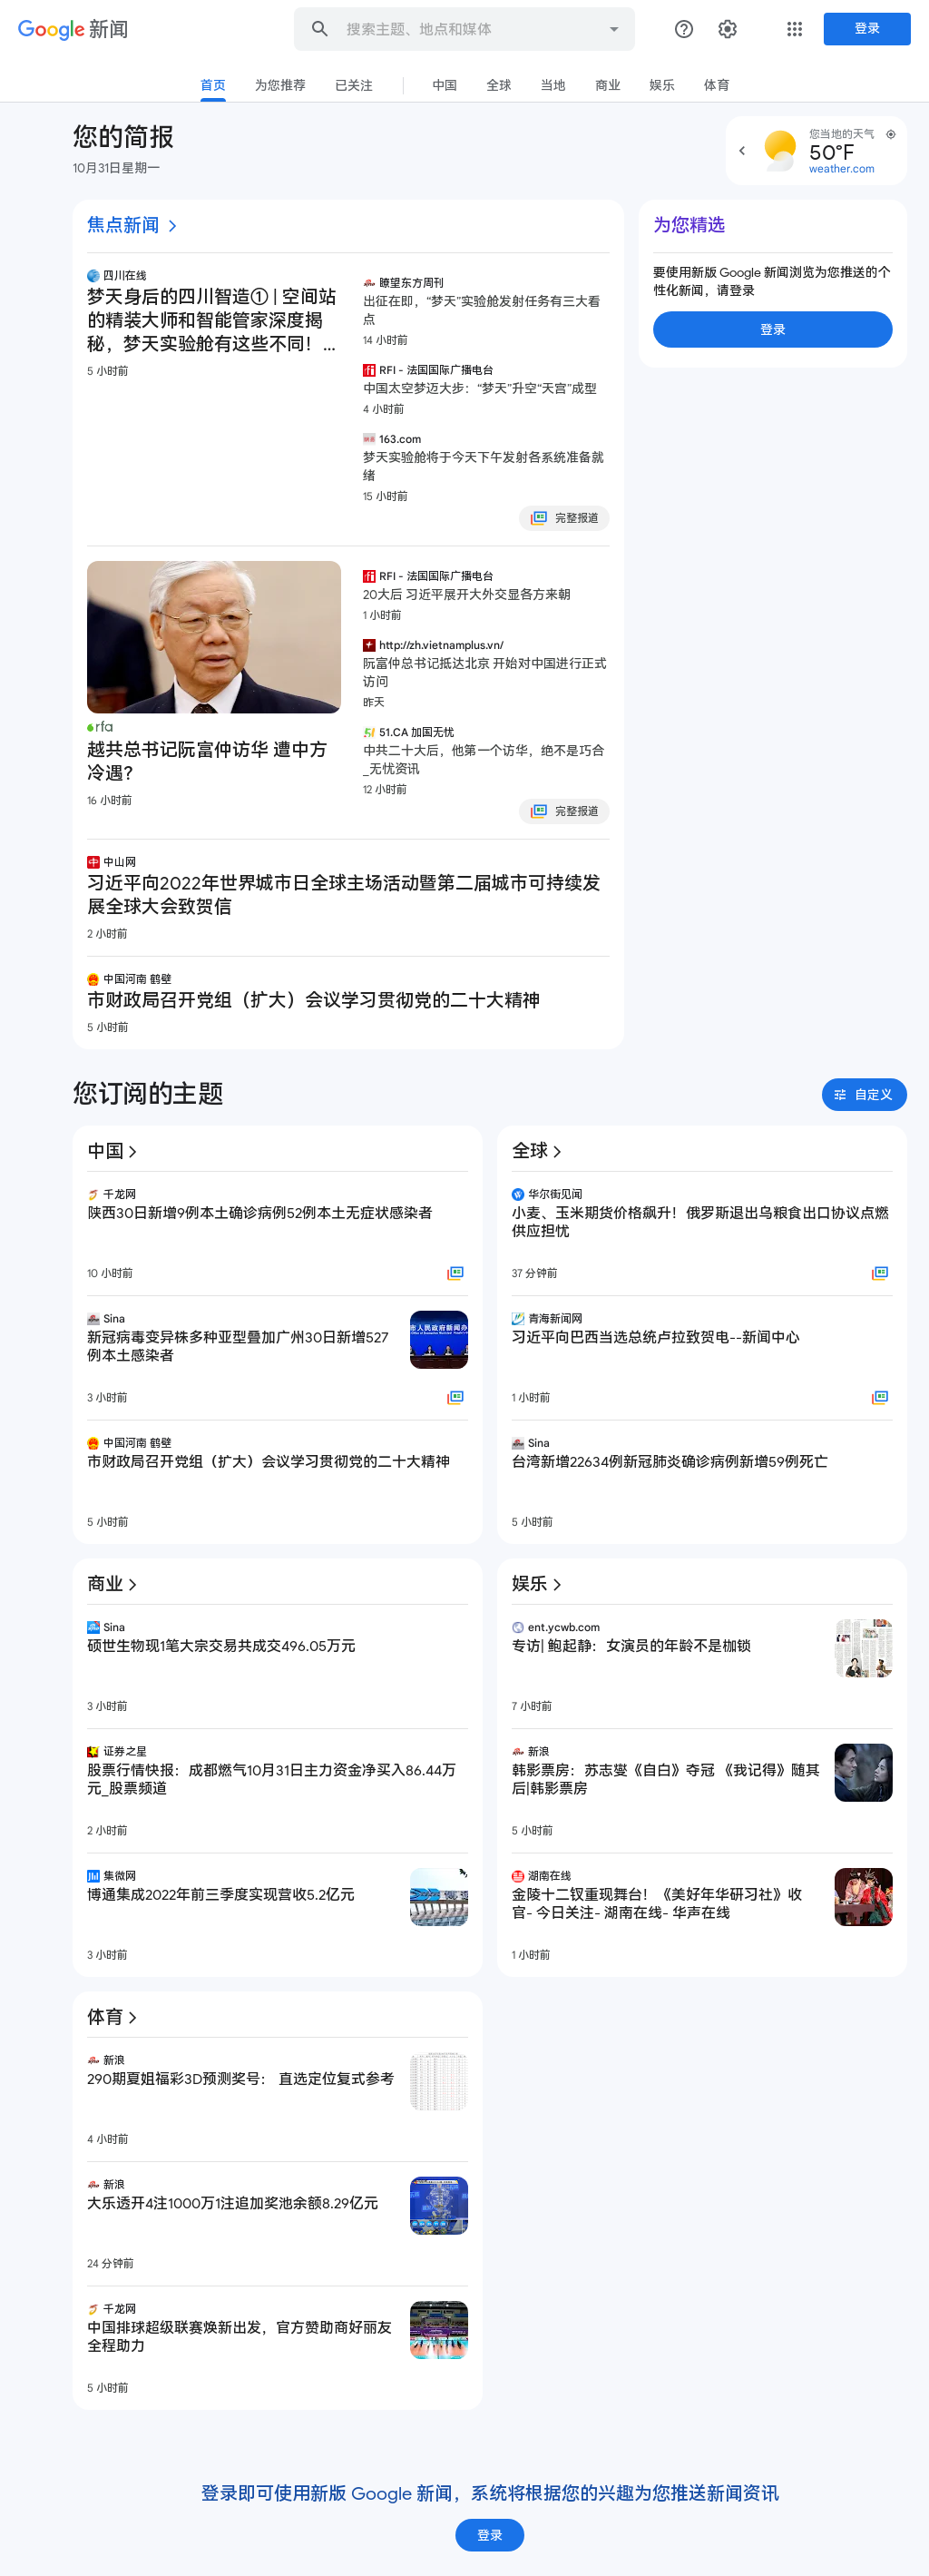 Google 新闻
搜索主题、地点和媒体
登录
首页
为您推荐
已关注
中国
全球
当地
商业
娱乐
体育
您的简报
10月31日星期一
您当地的天气
50°F
weather.com
焦点新闻
四川在线
梦天身后的四川智造① | 空间站
的精装大师和智能管家深度揭
秘，梦天实验舱有这些不同！...
5 小时前
瞭望东方周刊
出征在即，“梦天”实验舱发射任务有三大看
点
14 小时前
RFI - 法国国际广播电台
中国太空梦迈大步：“梦天”升空“天宫”成型
4 小时前
163.com
梦天实验舱将于今天下午发射各系统准备就
绪
15 小时前
完整报道
为您精选
要使用新版 Google 新闻浏览为您推送的个
性化新闻，请登录
登录
rfa
越共总书记阮富仲访华 遭中方
冷遇？
16 小时前
RFI - 法国国际广播电台
20大后 习近平展开大外交显各方来朝
1 小时前
http://zh.vietnamplus.vn/
阮富仲总书记抵达北京 开始对中国进行正式
访问
昨天
51.CA 加国无忧
中共二十大后，他第一个访华，绝不是巧合
_无忧资讯
12 小时前
完整报道
中山网
习近平向2022年世界城市日全球主场活动暨第二届城市可持续发
展全球大会致贺信
2 小时前
中国河南 鹤壁
市财政局召开党组（扩大）会议学习贯彻党的二十大精神
5 小时前
您订阅的主题
自定义
中国
千龙网
陕西30日新增9例本土确诊病例52例本土无症状感染者
10 小时前
Sina
新冠病毒变异株多种亚型叠加广州30日新增527
例本土感染者
3 小时前
中国河南 鹤壁
市财政局召开党组（扩大）会议学习贯彻党的二十大精神
5 小时前
全球
华尔街见闻
小麦、玉米期货价格飙升！俄罗斯退出乌粮食出口协议点燃
供应担忧
37 分钟前
青海新闻网
习近平向巴西当选总统卢拉致贺电--新闻中心
1 小时前
Sina
台湾新增22634例新冠肺炎确诊病例新增59例死亡
5 小时前
商业
Sina
硕世生物现1笔大宗交易共成交496.05万元
3 小时前
证券之星
股票行情快报：成都燃气10月31日主力资金净买入86.44万
元_股票频道
2 小时前
集微网
博通集成2022年前三季度实现营收5.2亿元
3 小时前
娱乐
ent.ycwb.com
专访| 鲍起静：女演员的年龄不是枷锁
7 小时前
新浪
韩影票房：苏志燮《自白》夺冠 《我记得》随其
后|韩影票房
5 小时前
湖南在线
金陵十二钗重现舞台！《美好年华研习社》收
官- 今日关注- 湖南在线- 华声在线
1 小时前
体育
新浪
290期夏姐福彩3D预测奖号： 直选定位复式参考
4 小时前
新浪
大乐透开4注1000万1注追加奖池余额8.29亿元
24 分钟前
千龙网
中国排球超级联赛焕新出发，官方赞助商好丽友
全程助力
5 小时前
登录即可使用新版 Google 新闻，系统将根据您的兴趣为您推送新闻资讯
登录